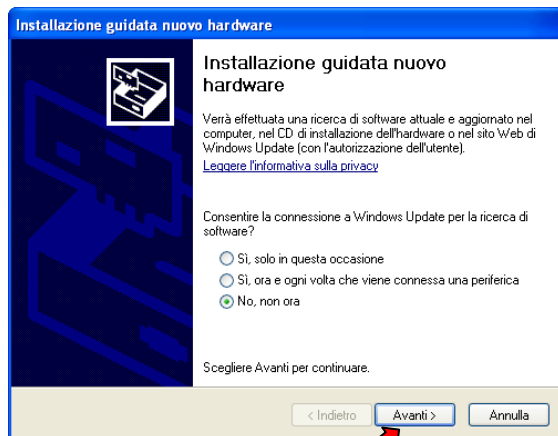 Installazione guidata nuovo hardware
Installazione guidata nuovo
hardware
Verrà effettuata una ricerca di software attuale e aggiornato nel
computer, nel CD di installazione dell'hardware o nel sito Web di
Windows Update (con l'autorizzazione dell'utente).
Leggere l'informativa sulla privacy
Consentire la connessione a Windows Update per la ricerca di
software?
Sì, solo in questa occasione
Sì, ora e ogni volta che viene connessa una periferica
No, non ora
Scegliere Avanti per continuare.
< Indietro Avanti > Annulla